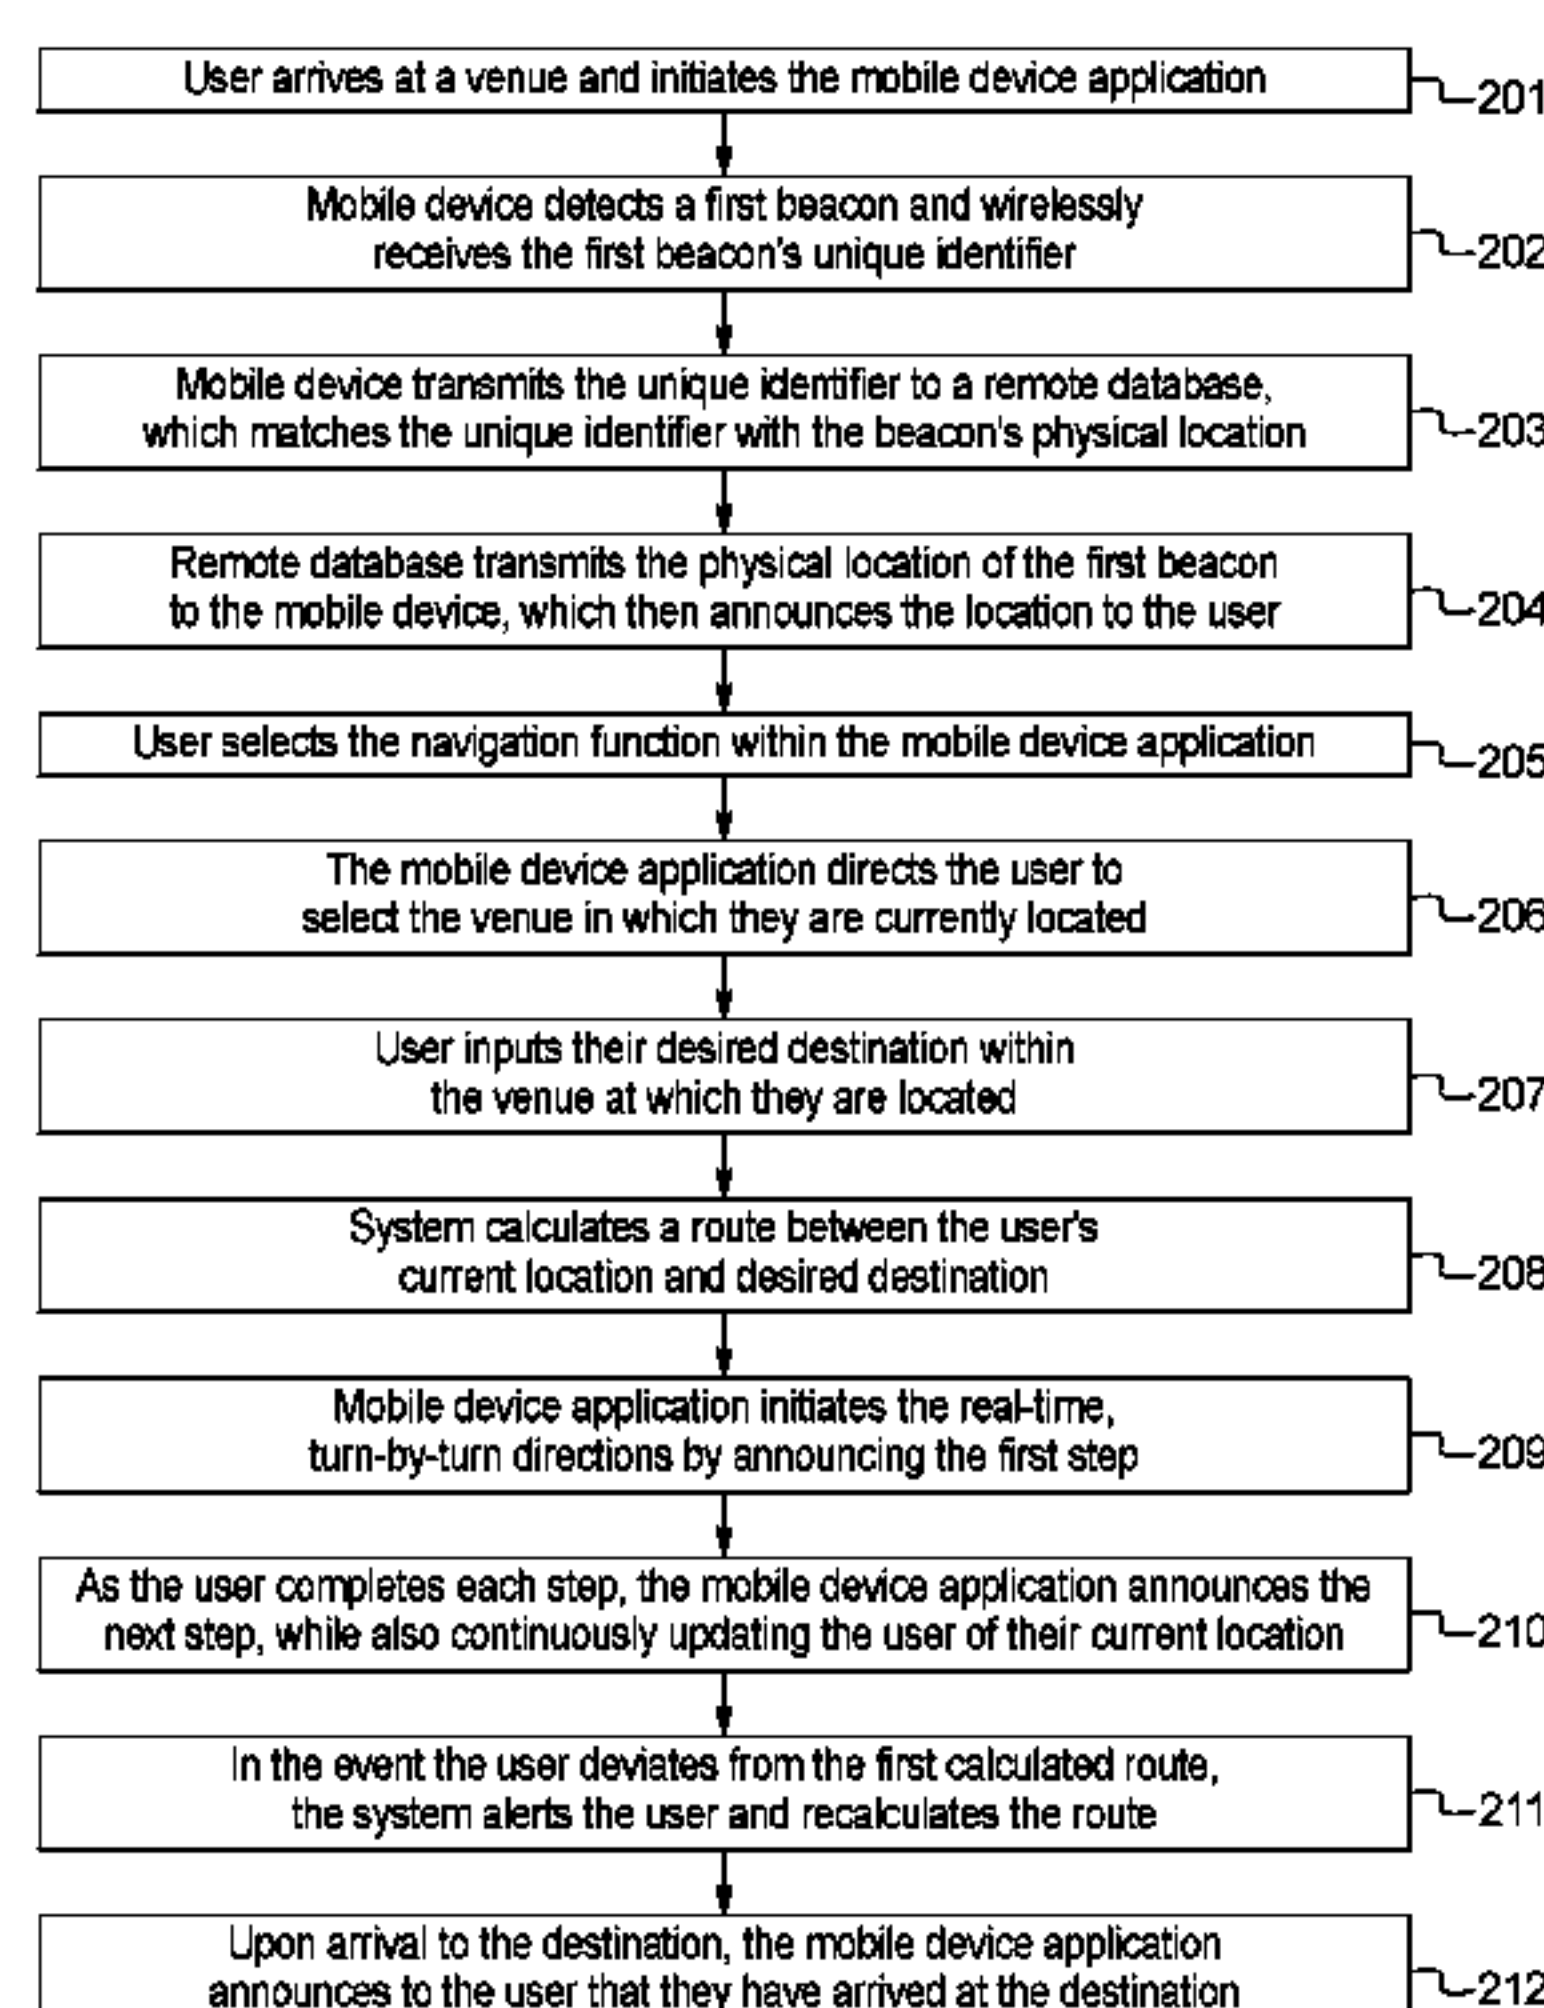 User arrives at a venue and initiates the mobile device application
201
Mobile device detects a first beacon and wirelessly
receives the first beacon's unique identifier
202
Mobile device transmits the unique identifier to a remote database,
which matches the unique identifier with the beacon's physical location
203
Remote database transmits the physical location of the first beacon
to the mobile device, which then announces the location to the user
204
User selects the navigation function within the mobile device application
205
The mobile device application directs the user to
select the venue in which they are currently located
206
User inputs their desired destination within
the venue at which they are located
207
System calculates a route between the user's
current location and desired destination
208
Mobile device application initiates the real-time,
turn-by-turn directions by announcing the first step
209
As the user completes each step, the mobile device application announces the
next step, while also continuously updating the user of their current location
210
In the event the user deviates from the first calculated route,
the system alerts the user and recalculates the route
211
Upon arrival to the destination, the mobile device application
announces to the user that they have arrived at the destination
212